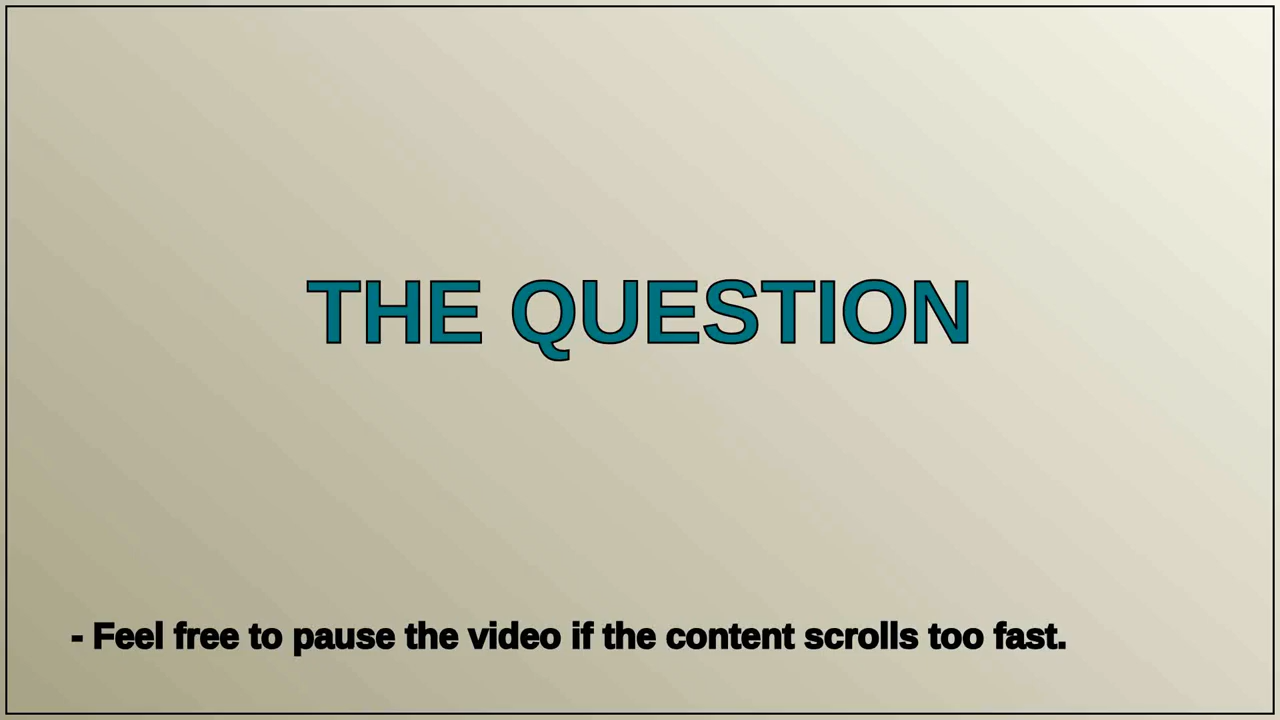 THE QUESTION
- Feel free to pause the video if the content scrolls too fast.